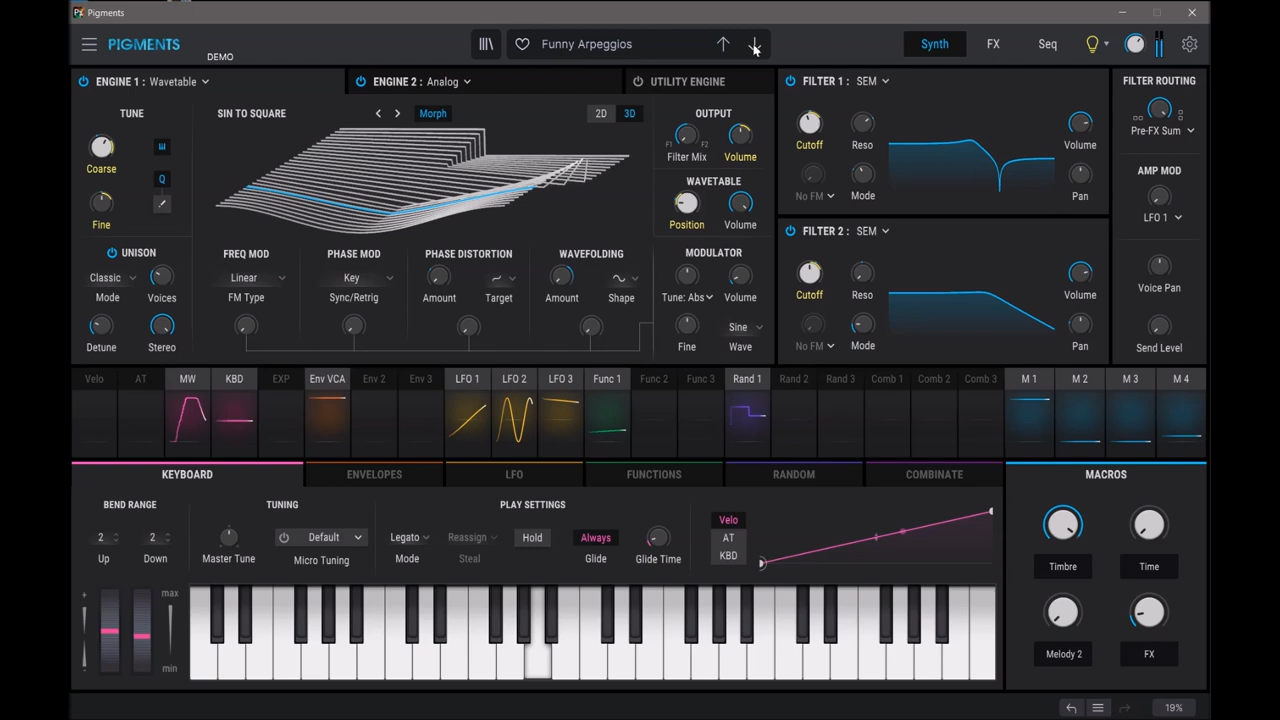 Pigments
PIGMENTS
DEMO
Funny Arpeggios
Synth
FX
Seq
ENGINE 1 : Wavetable
ENGINE 2 : Analog
UTILITY ENGINE
FILTER 1 : SEM
FILTER ROUTING
TUNE
SIN TO SQUARE
Morph
2D
3D
OUTPUT
F1
F2
Filter Mix
Volume
Cutoff
Reso
Volume
Pre-FX Sum
Coarse
Q
WAVETABLE
No FM
Mode
Pan
AMP MOD
Fine
Position
Volume
LFO 1
FILTER 2 : SEM
UNISON
FREQ MOD
PHASE MOD
PHASE DISTORTION
WAVEFOLDING
MODULATOR
Classic
Linear
Key
Mode
Voices
FM Type
Sync/Retrig
Amount
Target
Amount
Shape
Tune: Abs
Volume
Cutoff
Reso
Volume
Voice Pan
Sine
No FM
Detune
Stereo
Fine
Wave
Mode
Pan
Send Level
Velo
AT
MW
KBD
EXP
Env VCA
Env 2
Env 3
LFO 1
LFO 2
LFO 3
Func 1
Func 2
Func 3
Rand 1
Rand 2
Rand 3
Comb 1
Comb 2
Comb 3
M 1
M 2
M 3
M 4
KEYBOARD
ENVELOPES
LFO
FUNCTIONS
RANDOM
COMBINATE
MACROS
BEND RANGE
TUNING
PLAY SETTINGS
Velo
2
2
Default
Legato
Reassign
Hold
Always
AT
Up
Down
Master Tune
Micro Tuning
Mode
Steal
Glide
Glide Time
KBD
Timbre
Time
+
max
-
min
Melody 2
FX
19%